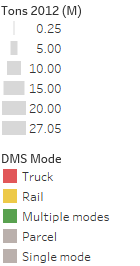 Tons 2012 (M)
0.25
5.00
10.00
15.00
20.00
27.05
DMS Mode
Truck
Rail
Multiple modes
Parcel
Single mode